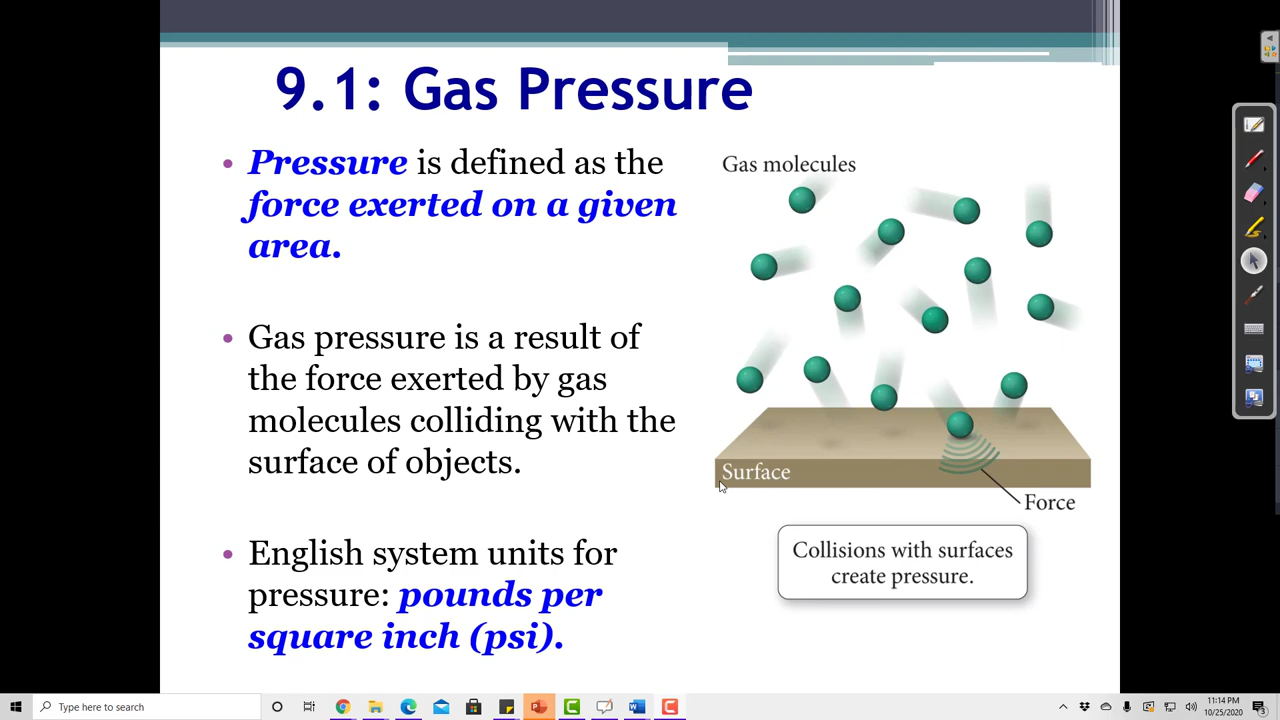 9.1: Gas Pressure
• Pressure is defined as the
force exerted on a given
area.
• Gas pressure is a result of
the force exerted by gas
molecules colliding with the
surface of objects.
• English system units for
pressure: pounds per
square inch (psi).
Gas molecules
Surface
Force
Collisions with surfaces
create pressure.
Type here to search
11:14 PM
10/25/2020